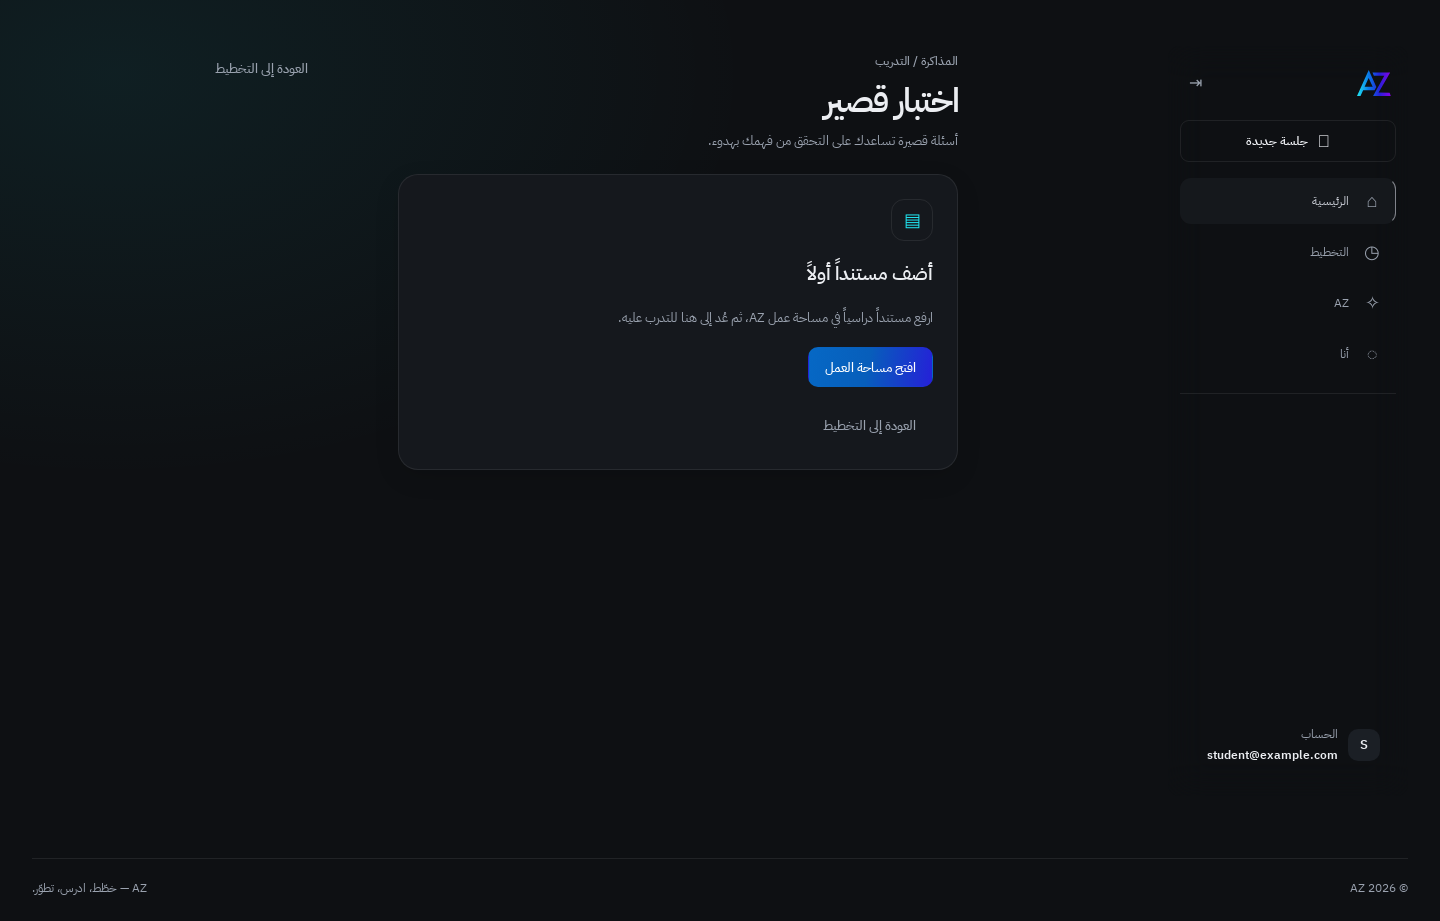 AZ
جلسة جديدة
الرئيسية
التخطيط
AZ
أنا
الحساب
S
student@example.com
المذاكرة / التدريب
اختبار قصير
أسئلة قصيرة تساعدك على التحقق من فهمك بهدوء.
العودة إلى التخطيط
أضف مستنداً أولاً
ارفع مستنداً دراسياً في مساحة عمل AZ، ثم عُد إلى هنا للتدرب عليه.
افتح مساحة العمل
العودة إلى التخطيط
© 2026 AZ
AZ — خطّط، ادرس، تطوّر.